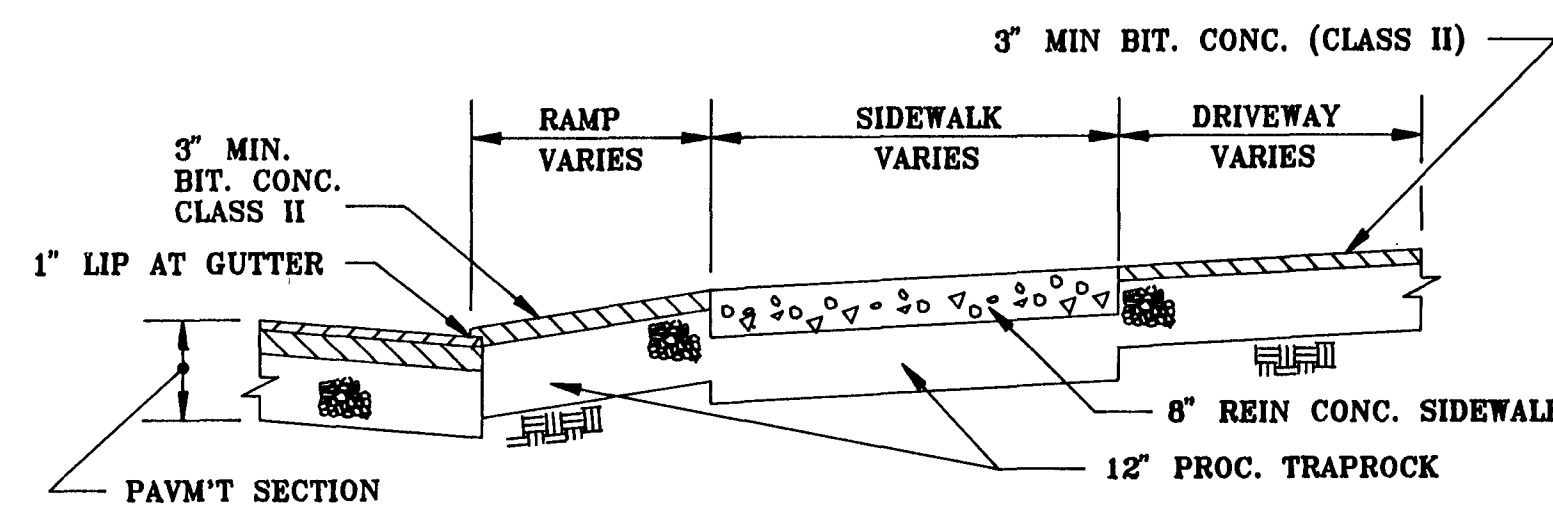 3" MIN BIT. CONC. (CLASS II)
RAMP
VARIES
SIDEWALK
VARIES
DRIVEWAY
VARIES
3" MIN.
BIT. CONC.
CLASS II
1" LIP AT GUTTER
8" REIN CONC. SIDEWALK
12" PROC. TRAPROCK
PAVM'T SECTION